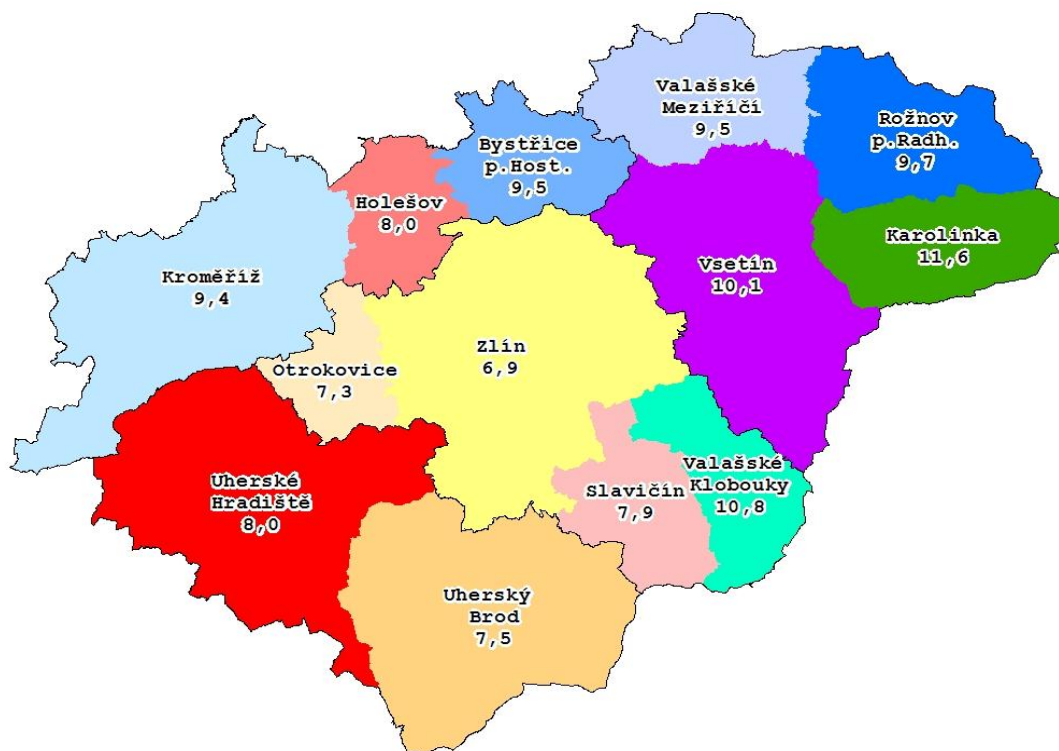 Valašské
Meziříčí
9,5
Rožnov
p.Radh.
9,7
Bystřice
p.Host.
9,5
Holešov
8,0
Karolinka
11,6
Kroměříž
9,4
Vsetín
10,1
Zlín
6,9
Otrokovice
7,3
Valašské
Klobouky
10,8
Uherské
Hradiště
8,0
Slavičín
7,9
Uherský
Brod
7,5